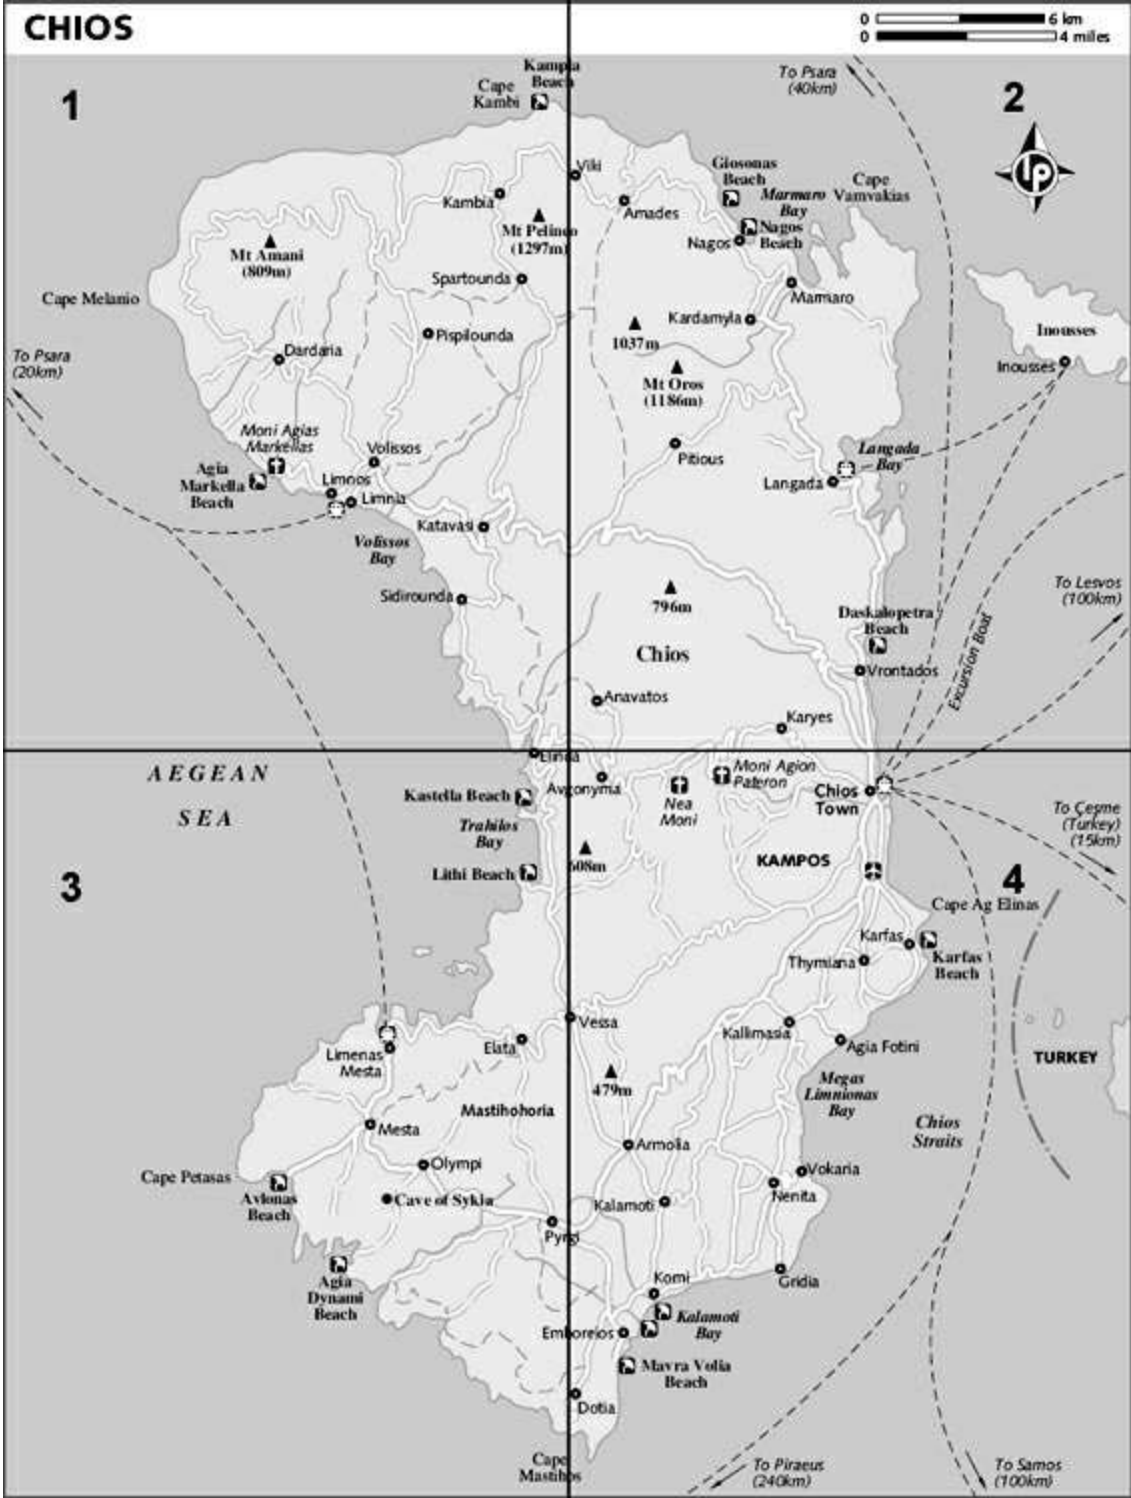 CHIOS
0 6 km
0 4 miles
1
2
Kampia
Beach
Cape
Kambi
To Psara
(40km)
Viki
Giosonas
Beach
Marmaro
Bay
Cape
Vamvakias
Kambia
Amades
Mt Pelineo
(1297m)
Nagos
Nagos
Beach
Mt Amani
(809m)
Spartounda
Marmaro
Cape Melanio
Kardamyla
Inousses
Pispilounda
1037m
Dardaria
Inousses
To Psara
(20km)
Mt Oros
(1186m)
Moni Agias
Markellas
Volissos
Pitious
Langada
Bay
Agia
Markella
Beach
Limnos
Limnia
Langada
Katavasi
Volissos
Bay
To Lesvos
(100km)
Sidirounda
796m
Daskalopetra
Beach
Chios
Excursion Boat
Vrontados
Anavatos
Karyes
Elinda
AEGEAN
SEA
Moni Agion
Pateron
Avgonyma
Kastella Beach
Nea
Moni
Chios
Town
To Çeşme
(Turkey)
(15km)
Trahilos
Bay
608m
KAMPOS
Lithi Beach
3
4
Cape Ag Elinas
Karfas
Karfas
Beach
Thymiana
Vessa
Kallimasia
Elata
Agia Fotini
Limenas
Mesta
TURKEY
479m
Megas
Limnionas
Bay
Mastihohoria
Chios
Straits
Mesta
Armolia
Olympi
Vokaria
Cape Petasas
Nenita
Avlonas
Beach
Cave of Sykia
Kalamoti
Pyrgi
Agia
Dynami
Beach
Komi
Gridia
Kalamoti
Bay
Emboreios
Mavra Volia
Beach
Dotia
Cape
Mastihos
To Piraeus
(240km)
To Samos
(100km)
LP